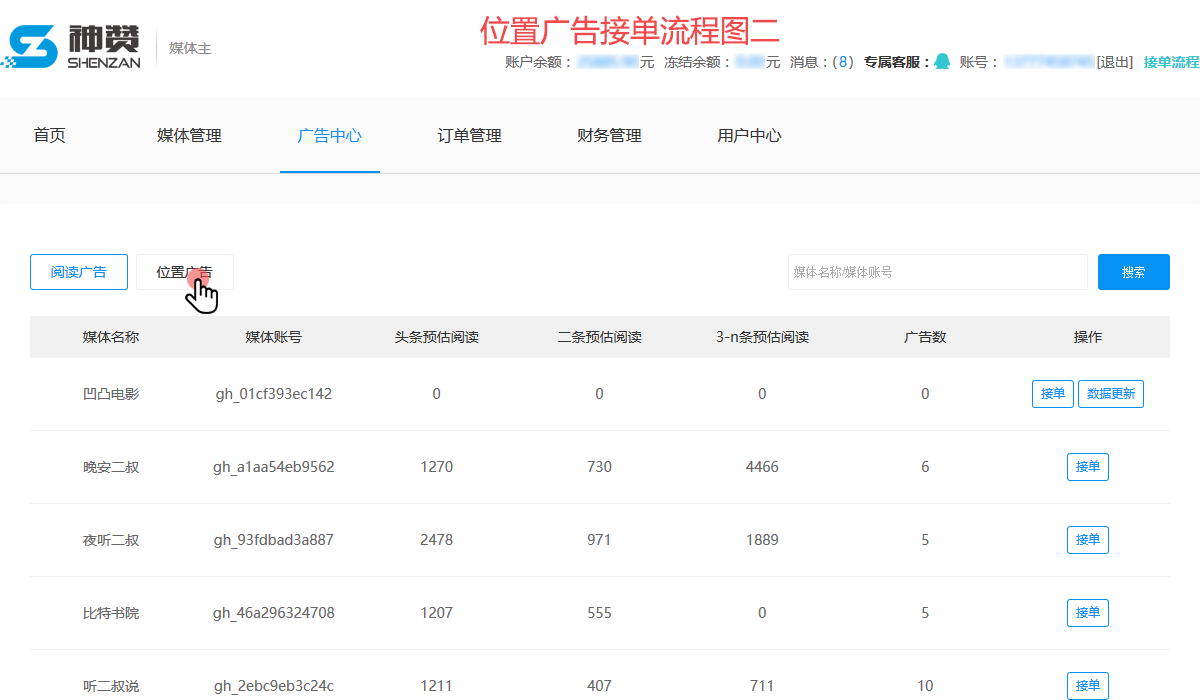 位置广告接单流程图二
神赞
SHENZAN
媒体主
账户余额： 元 冻结余额： 元 消息：(8) 专属客服： 账号： [退出] 接单流程
首页 媒体管理 广告中心 订单管理 财务管理 用户中心
阅读广告 位置广告 媒体名称/媒体账号 搜索
媒体名称 媒体账号 头条预估阅读 二条预估阅读 3-n条预估阅读 广告数 操作
凹凸电影 gh_01cf393ec142 0 0 0 0 接单 数据更新
晚安二叔 gh_a1aa54eb9562 1270 730 4466 6 接单
夜听二叔 gh_93fdbad3a887 2478 971 1889 5 接单
比特书院 gh_46a296324708 1207 555 0 5 接单
听二叔说 gh_2ebc9eb3c24c 1211 407 711 10 接单